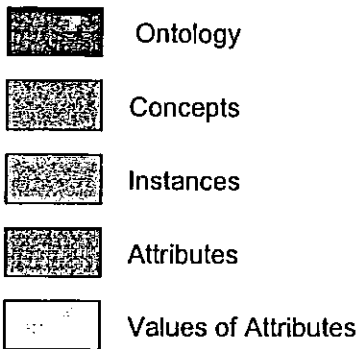 Ontology
Concepts
Instances
Attributes
Values of Attributes